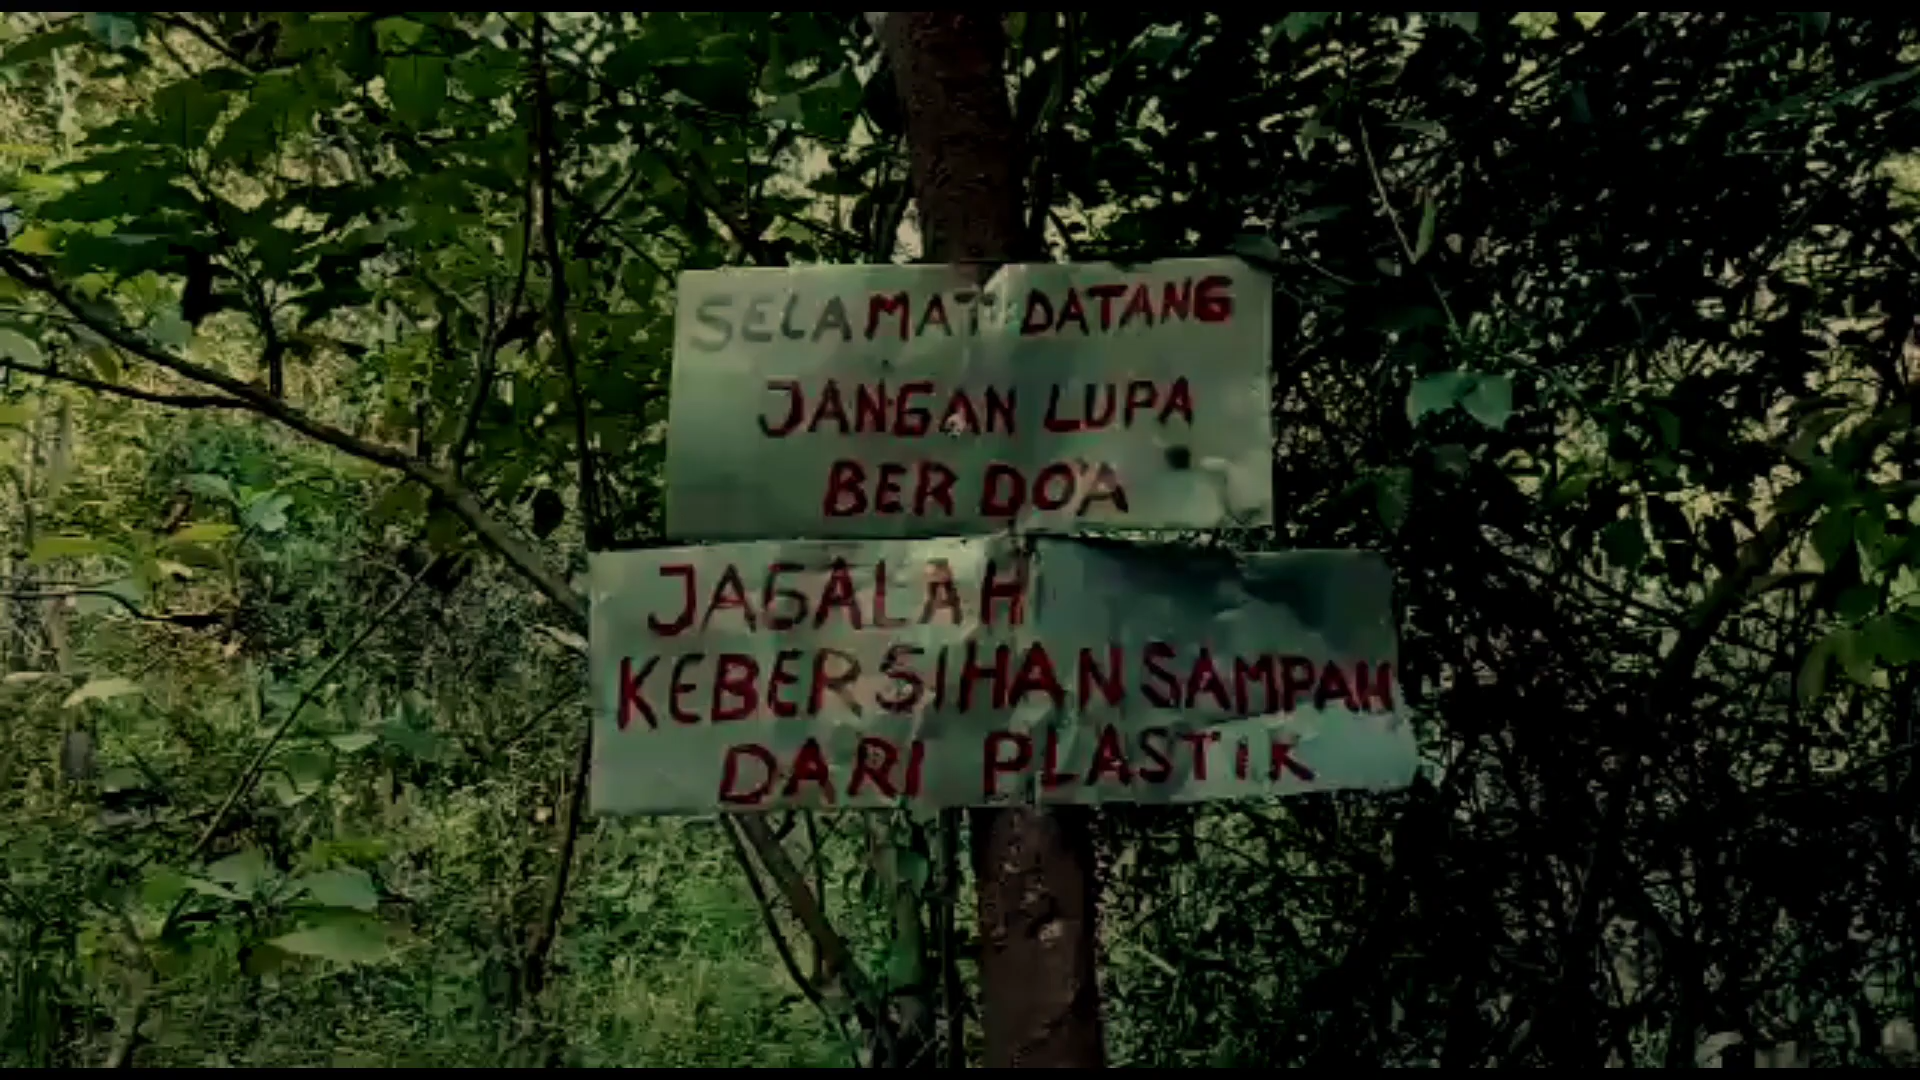 SELAMAT DATANG
JANGAN LUPA
BER DO'A
JAGALAH
KEBERSIHAN SAMPAH
DARI PLASTIK